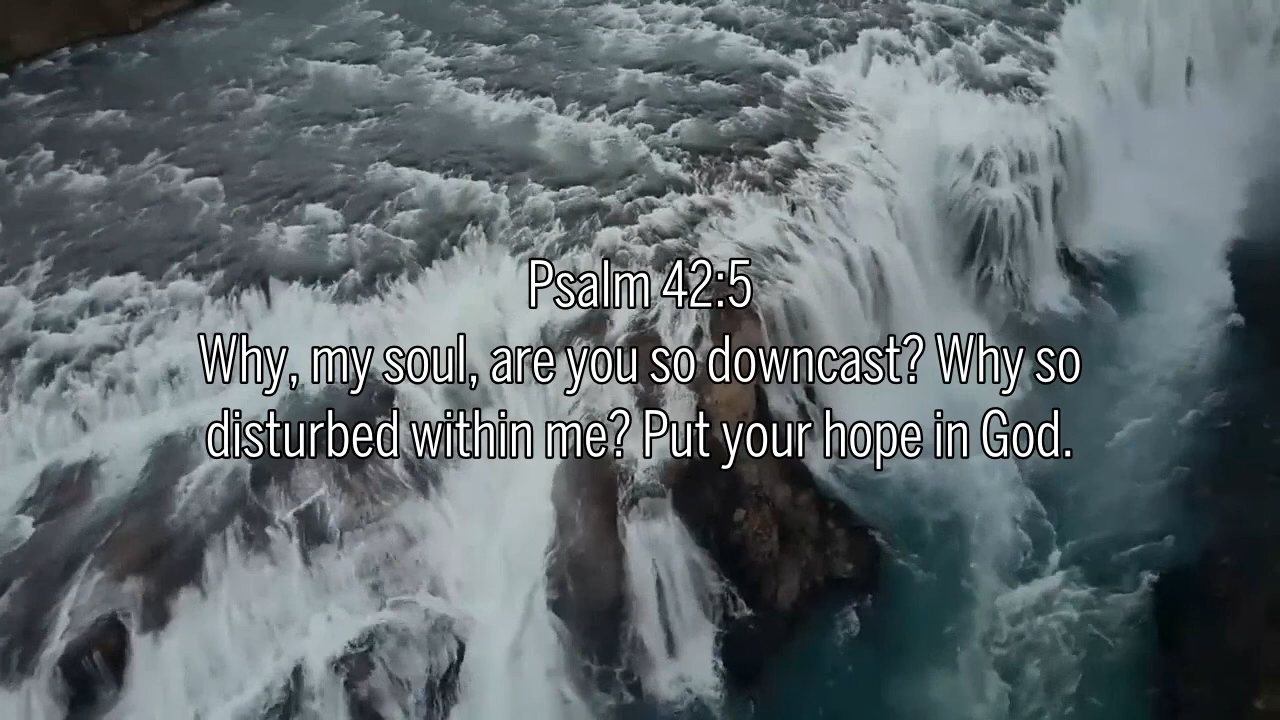 Psalm 42:5
Why, my soul, are you so downcast? Why so
disturbed within me? Put your hope in God.